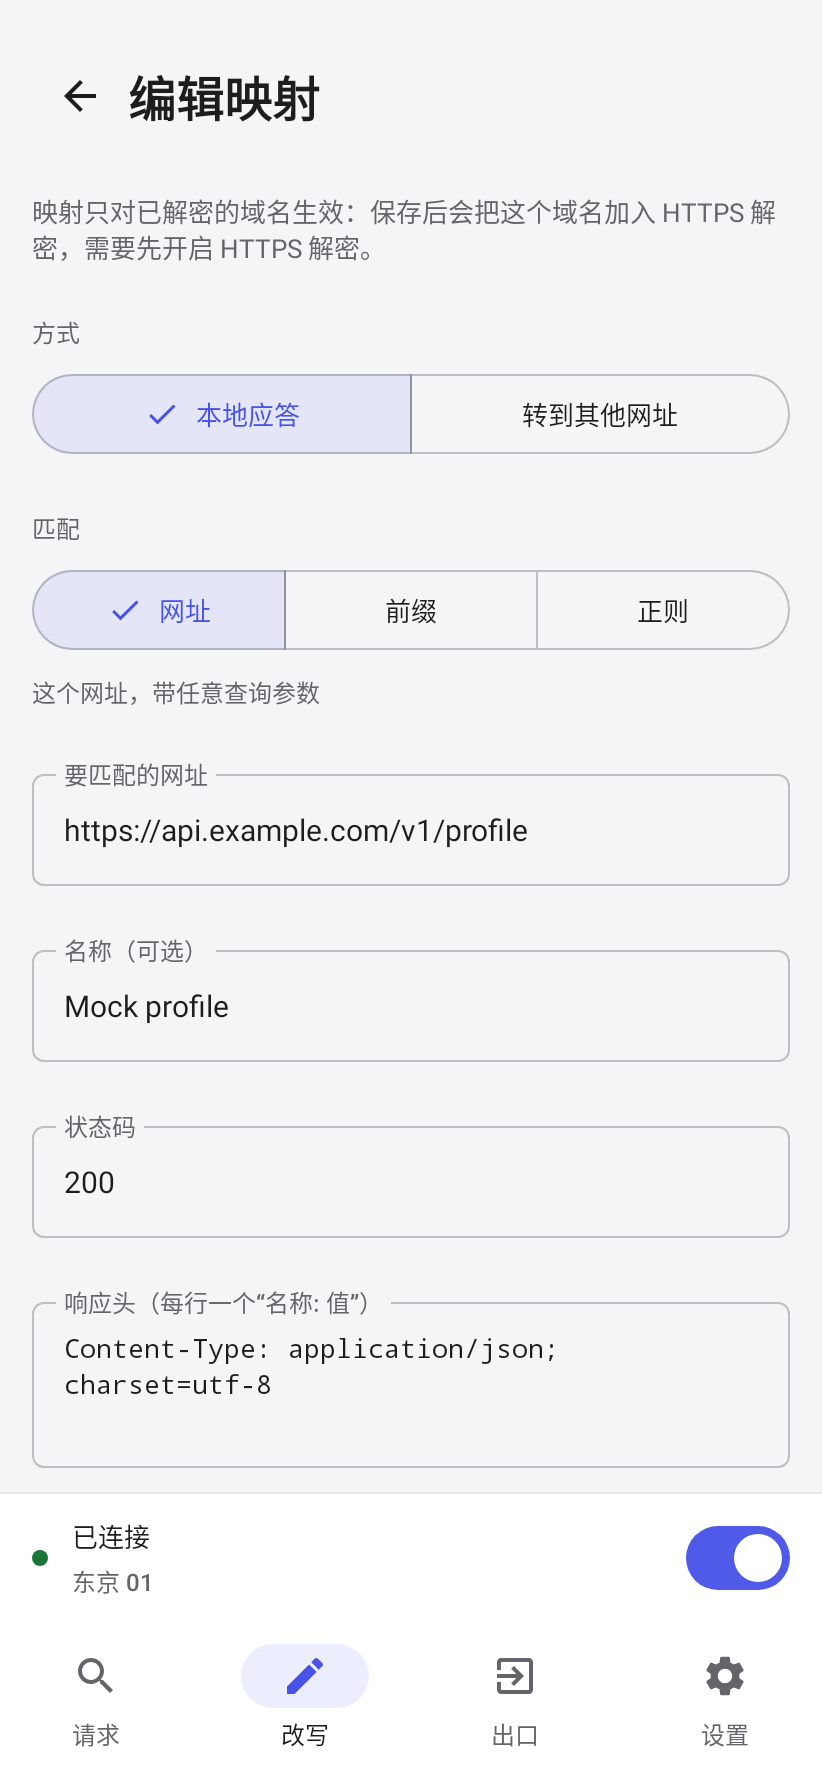 编辑映射
映射只对已解密的域名生效：保存后会把这个域名加入 HTTPS 解
密，需要先开启 HTTPS 解密。
方式
本地应答
转到其他网址
匹配
网址
前缀
正则
这个网址，带任意查询参数
要匹配的网址
https://api.example.com/v1/profile
名称（可选）
Mock profile
状态码
200
响应头（每行一个“名称: 值”）
Content-Type: application/json;
charset=utf-8
已连接
东京 01
请求
改写
出口
设置